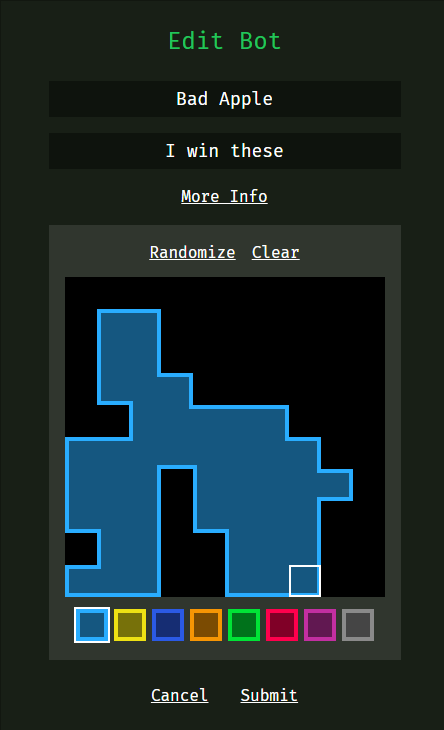 Edit Bot
Bad Apple
I win these
More Info
Randomize Clear
Cancel Submit